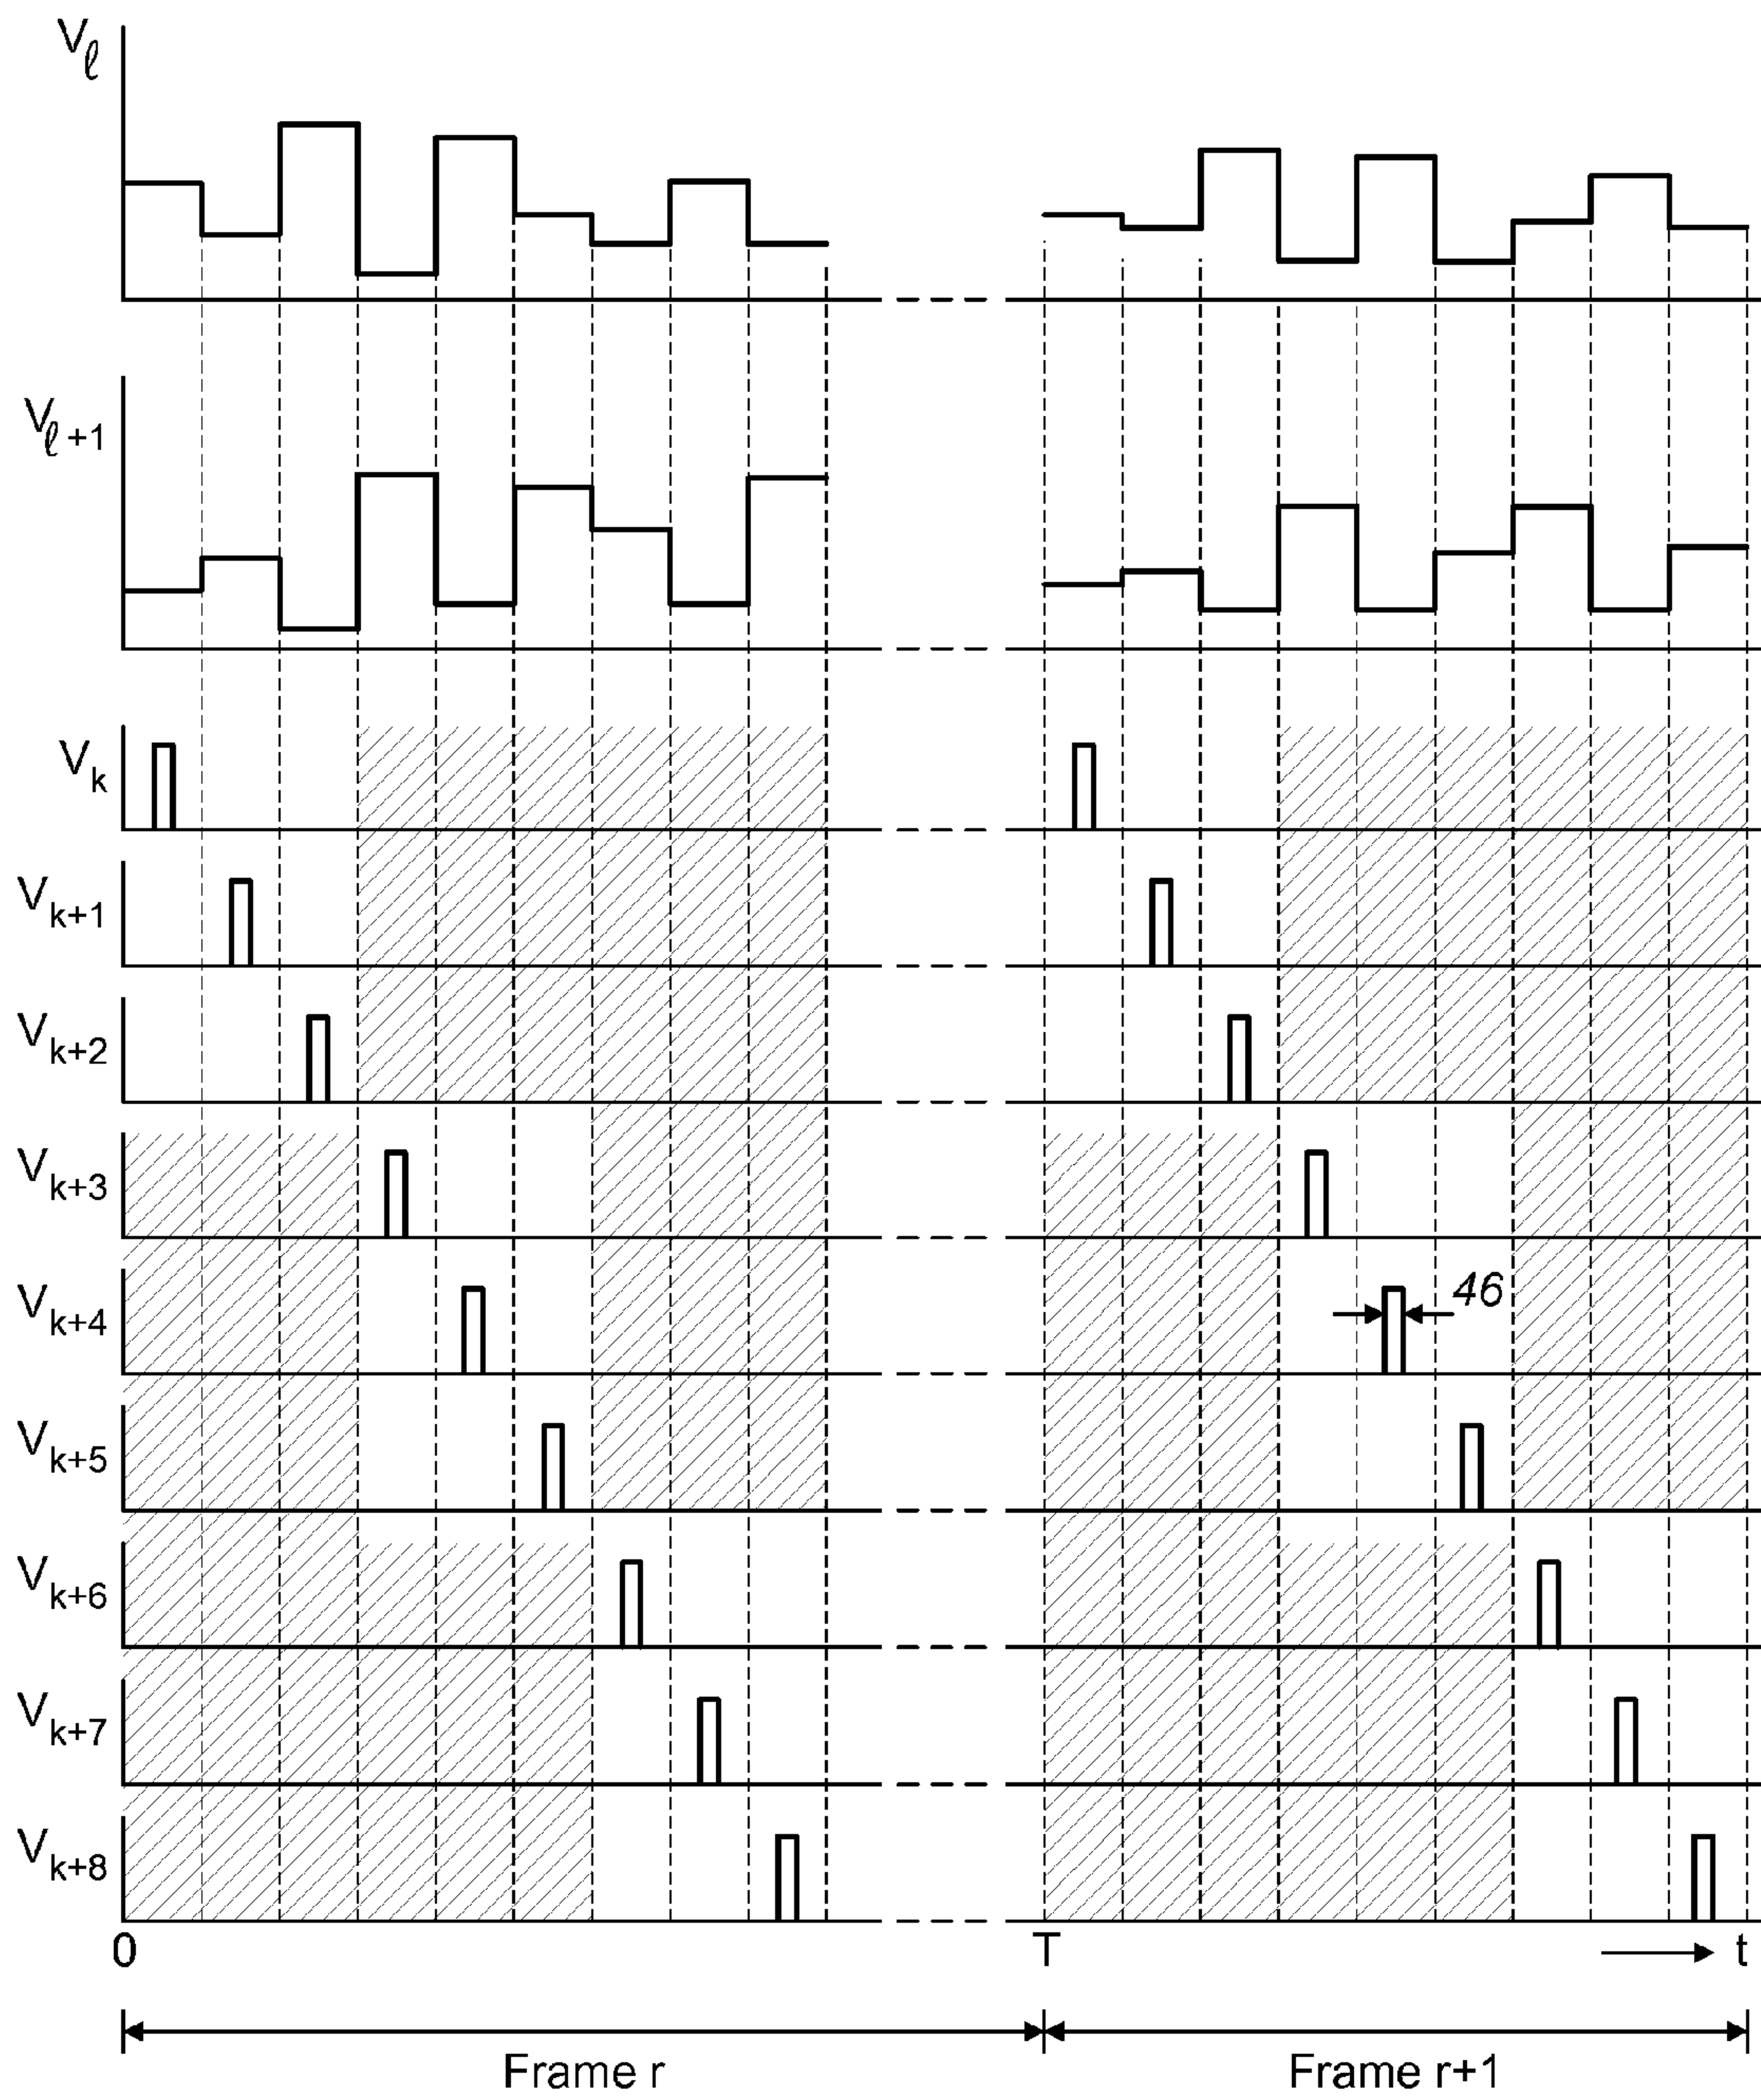 Vℓ
Vℓ+1
Vk
Vk+1
Vk+2
Vk+3
Vk+4
46
Vk+5
Vk+6
Vk+7
Vk+8
0 T t
Frame r Frame r+1